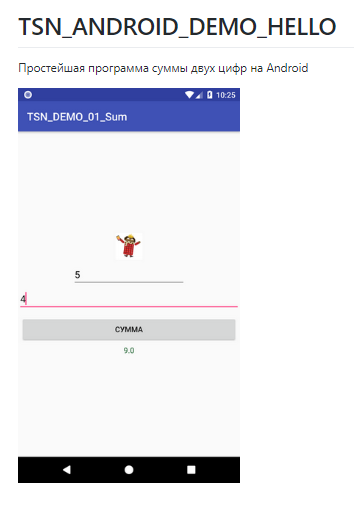 TSN_ANDROID_DEMO_HELLO
Простейшая программа суммы двух цифр на Android
10:25
TSN_DEMO_01_Sum
5
4
СУММА
9.0